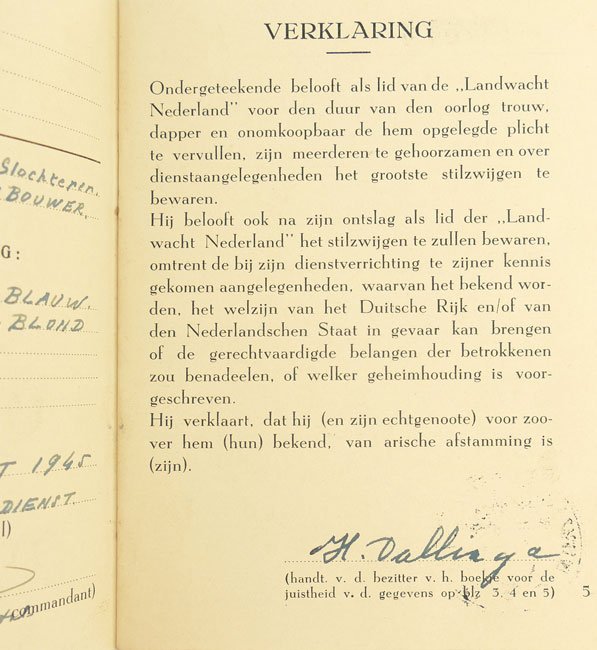 Slochteren.
BOUWER.
G:
BLAUW.
BLOND
T 1945
DIENST.
l)
commandant)
VERKLARING
Ondergeteekende belooft als lid van de ,,Landwacht
Nederland" voor den duur van den oorlog trouw,
dapper en onomkoopbaar de hem opgelegde plicht
te vervullen, zijn meerderen te gehoorzamen en over
dienstaangelegenheden het grootste stilzwijgen te
bewaren.
Hij belooft ook na zijn ontslag als lid der ,,Land-
wacht Nederland" het stilzwijgen te zullen bewaren,
omtrent de bij zijn dienstverrichting te zijner kennis
gekomen aangelegenheden, waarvan het bekend wor-
den, het welzijn van het Duitsche Rijk en/of van
den Nederlandschen Staat in gevaar kan brengen
of de gerechtvaardigde belangen der betrokkenen
zou benadeelen, of welker geheimhouding is voor-
geschreven.
Hij verklaart, dat hij (en zijn echtgenoote) voor zoo-
ver hem (hun) bekend, van arische afstamming is
(zijn).
H. Dallinga
(handt. v. d. bezitter v. h. boekje voor de
juistheid v. d. gegevens op blz 3. 4 en 5)
5